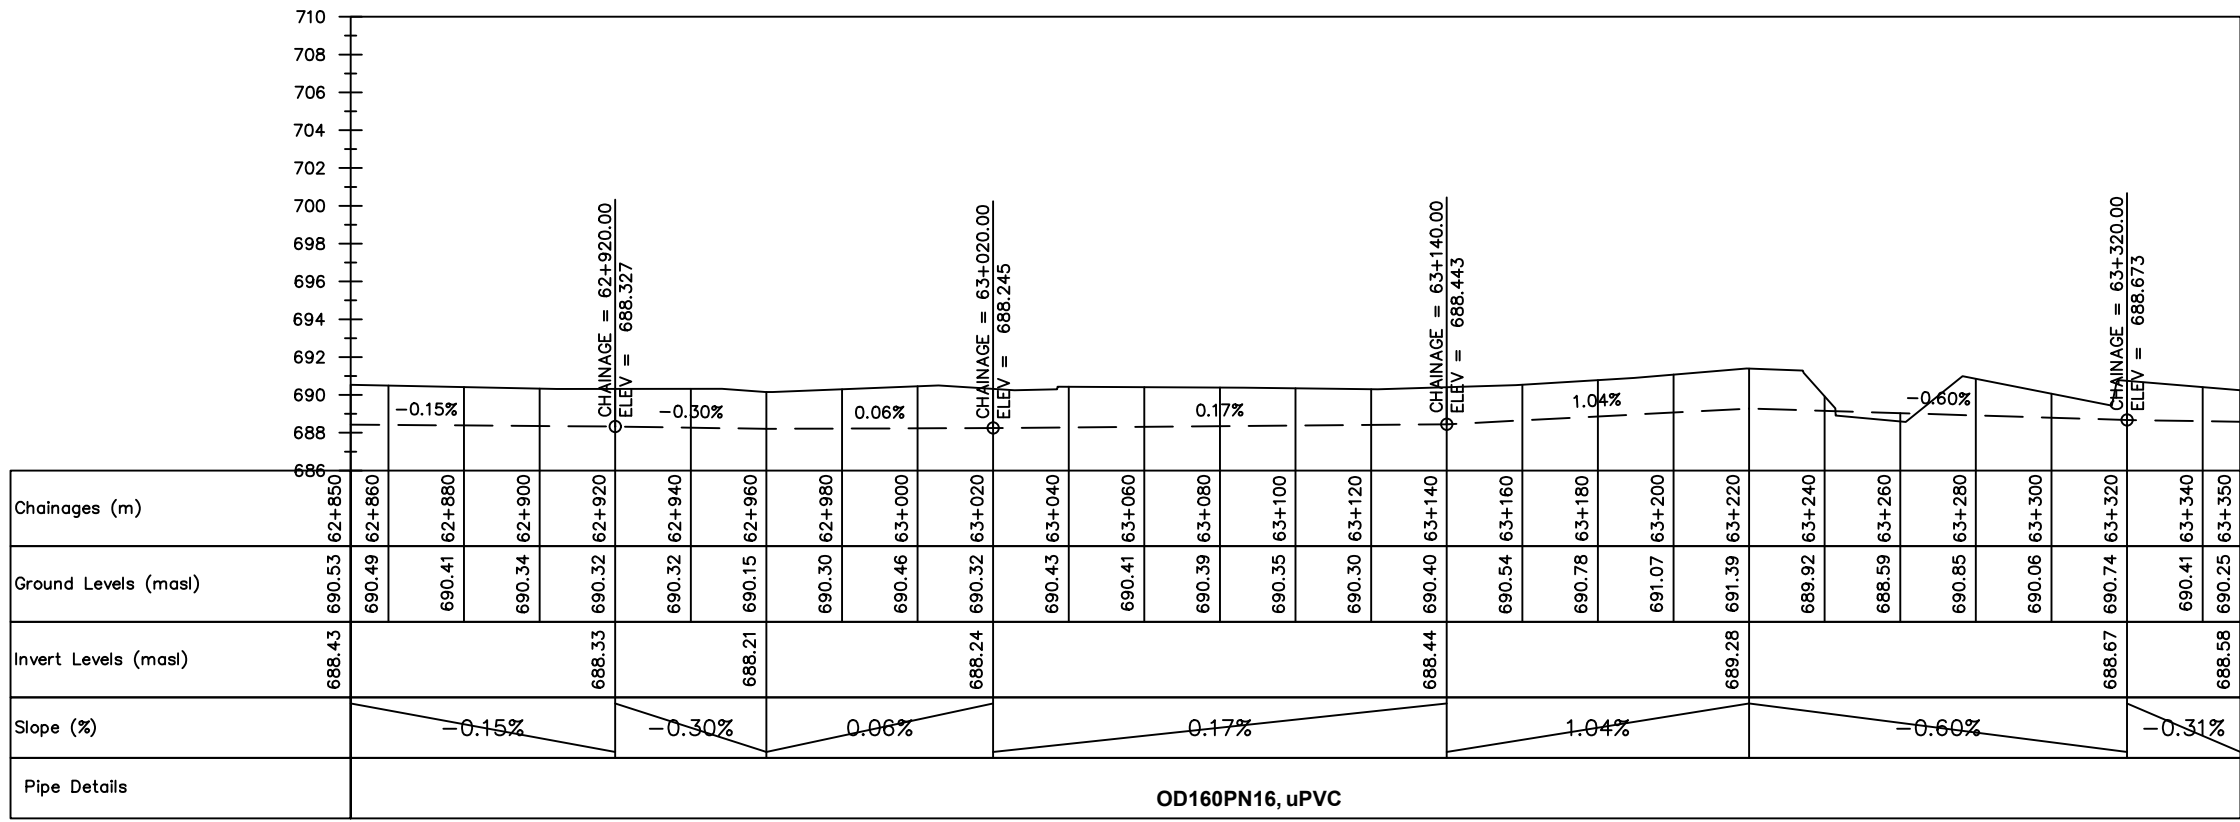 710
708
706
704
702
700
698
696
694
692
690
688
686
CHAINAGE = 62+920.00
ELEV = 688.327
CHAINAGE = 63+020.00
ELEV = 688.245
CHAINAGE = 63+140.00
ELEV = 688.443
CHAINAGE = 63+320.00
ELEV = 688.673
-0.15% -0.30% 0.06% 0.17% 1.04% -0.60%
Chainages (m) 62+850 62+860 62+880 62+900 62+920 62+940 62+960 62+980 63+000 63+020 63+040 63+060 63+080 63+100 63+120 63+140 63+160 63+180 63+200 63+220 63+240 63+260 63+280 63+300 63+320 63+340 63+350
Ground Levels (masl) 690.53 690.49 690.41 690.34 690.32 690.32 690.15 690.30 690.46 690.32 690.43 690.41 690.39 690.35 690.30 690.40 690.54 690.78 691.07 691.39 689.92 688.59 690.85 690.06 690.74 690.41 690.25
Invert Levels (masl) 688.43 688.33 688.21 688.24 688.44 689.28 688.67 688.58
Slope (%) -0.15% -0.30% 0.06% 0.17% 1.04% -0.60% -0.31%
Pipe Details OD160PN16, uPVC